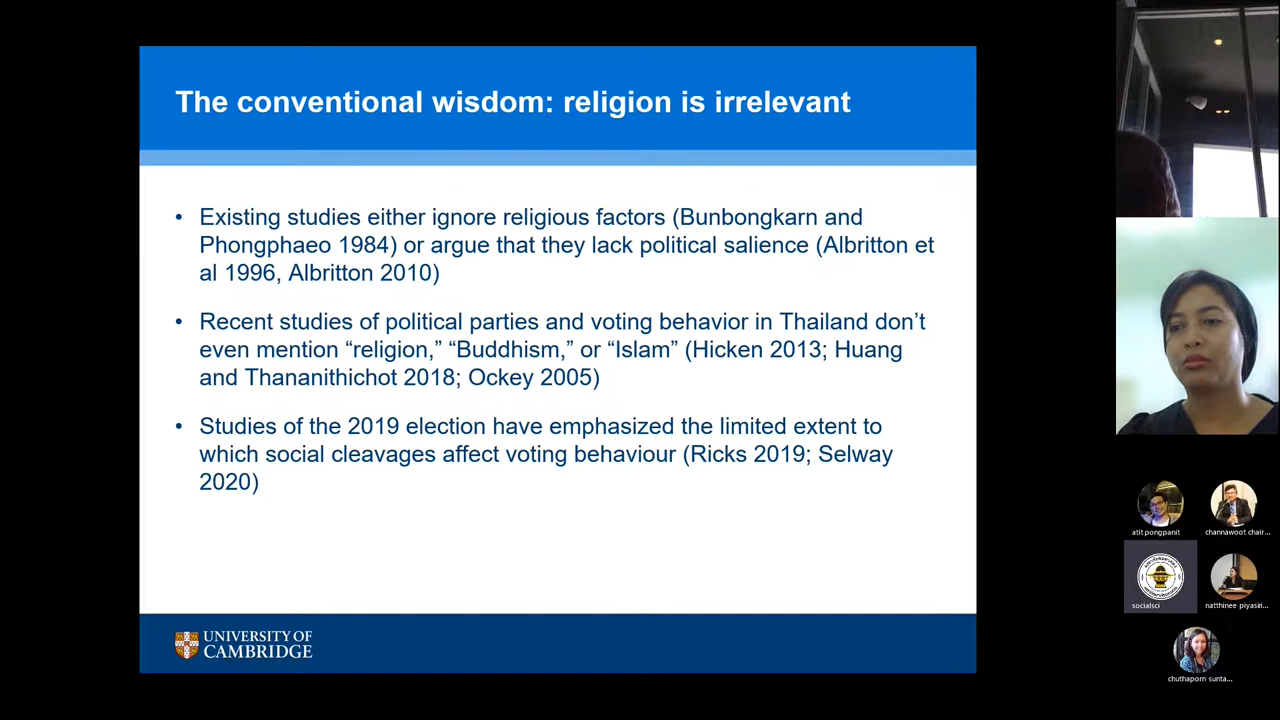 The conventional wisdom: religion is irrelevant
• Existing studies either ignore religious factors (Bunbongkarn and
Phongphaeo 1984) or argue that they lack political salience (Albritton et
al 1996, Albritton 2010)
• Recent studies of political parties and voting behavior in Thailand don’t
even mention “religion,” “Buddhism,” or “Islam” (Hicken 2013; Huang
and Thananithichot 2018; Ockey 2005)
• Studies of the 2019 election have emphasized the limited extent to
which social cleavages affect voting behaviour (Ricks 2019; Selway
2020)
UNIVERSITY OF
CAMBRIDGE
atit pongpanit
channawoot chair...
socialsci
natthinee piyasiri...
chuthaporn sunta...